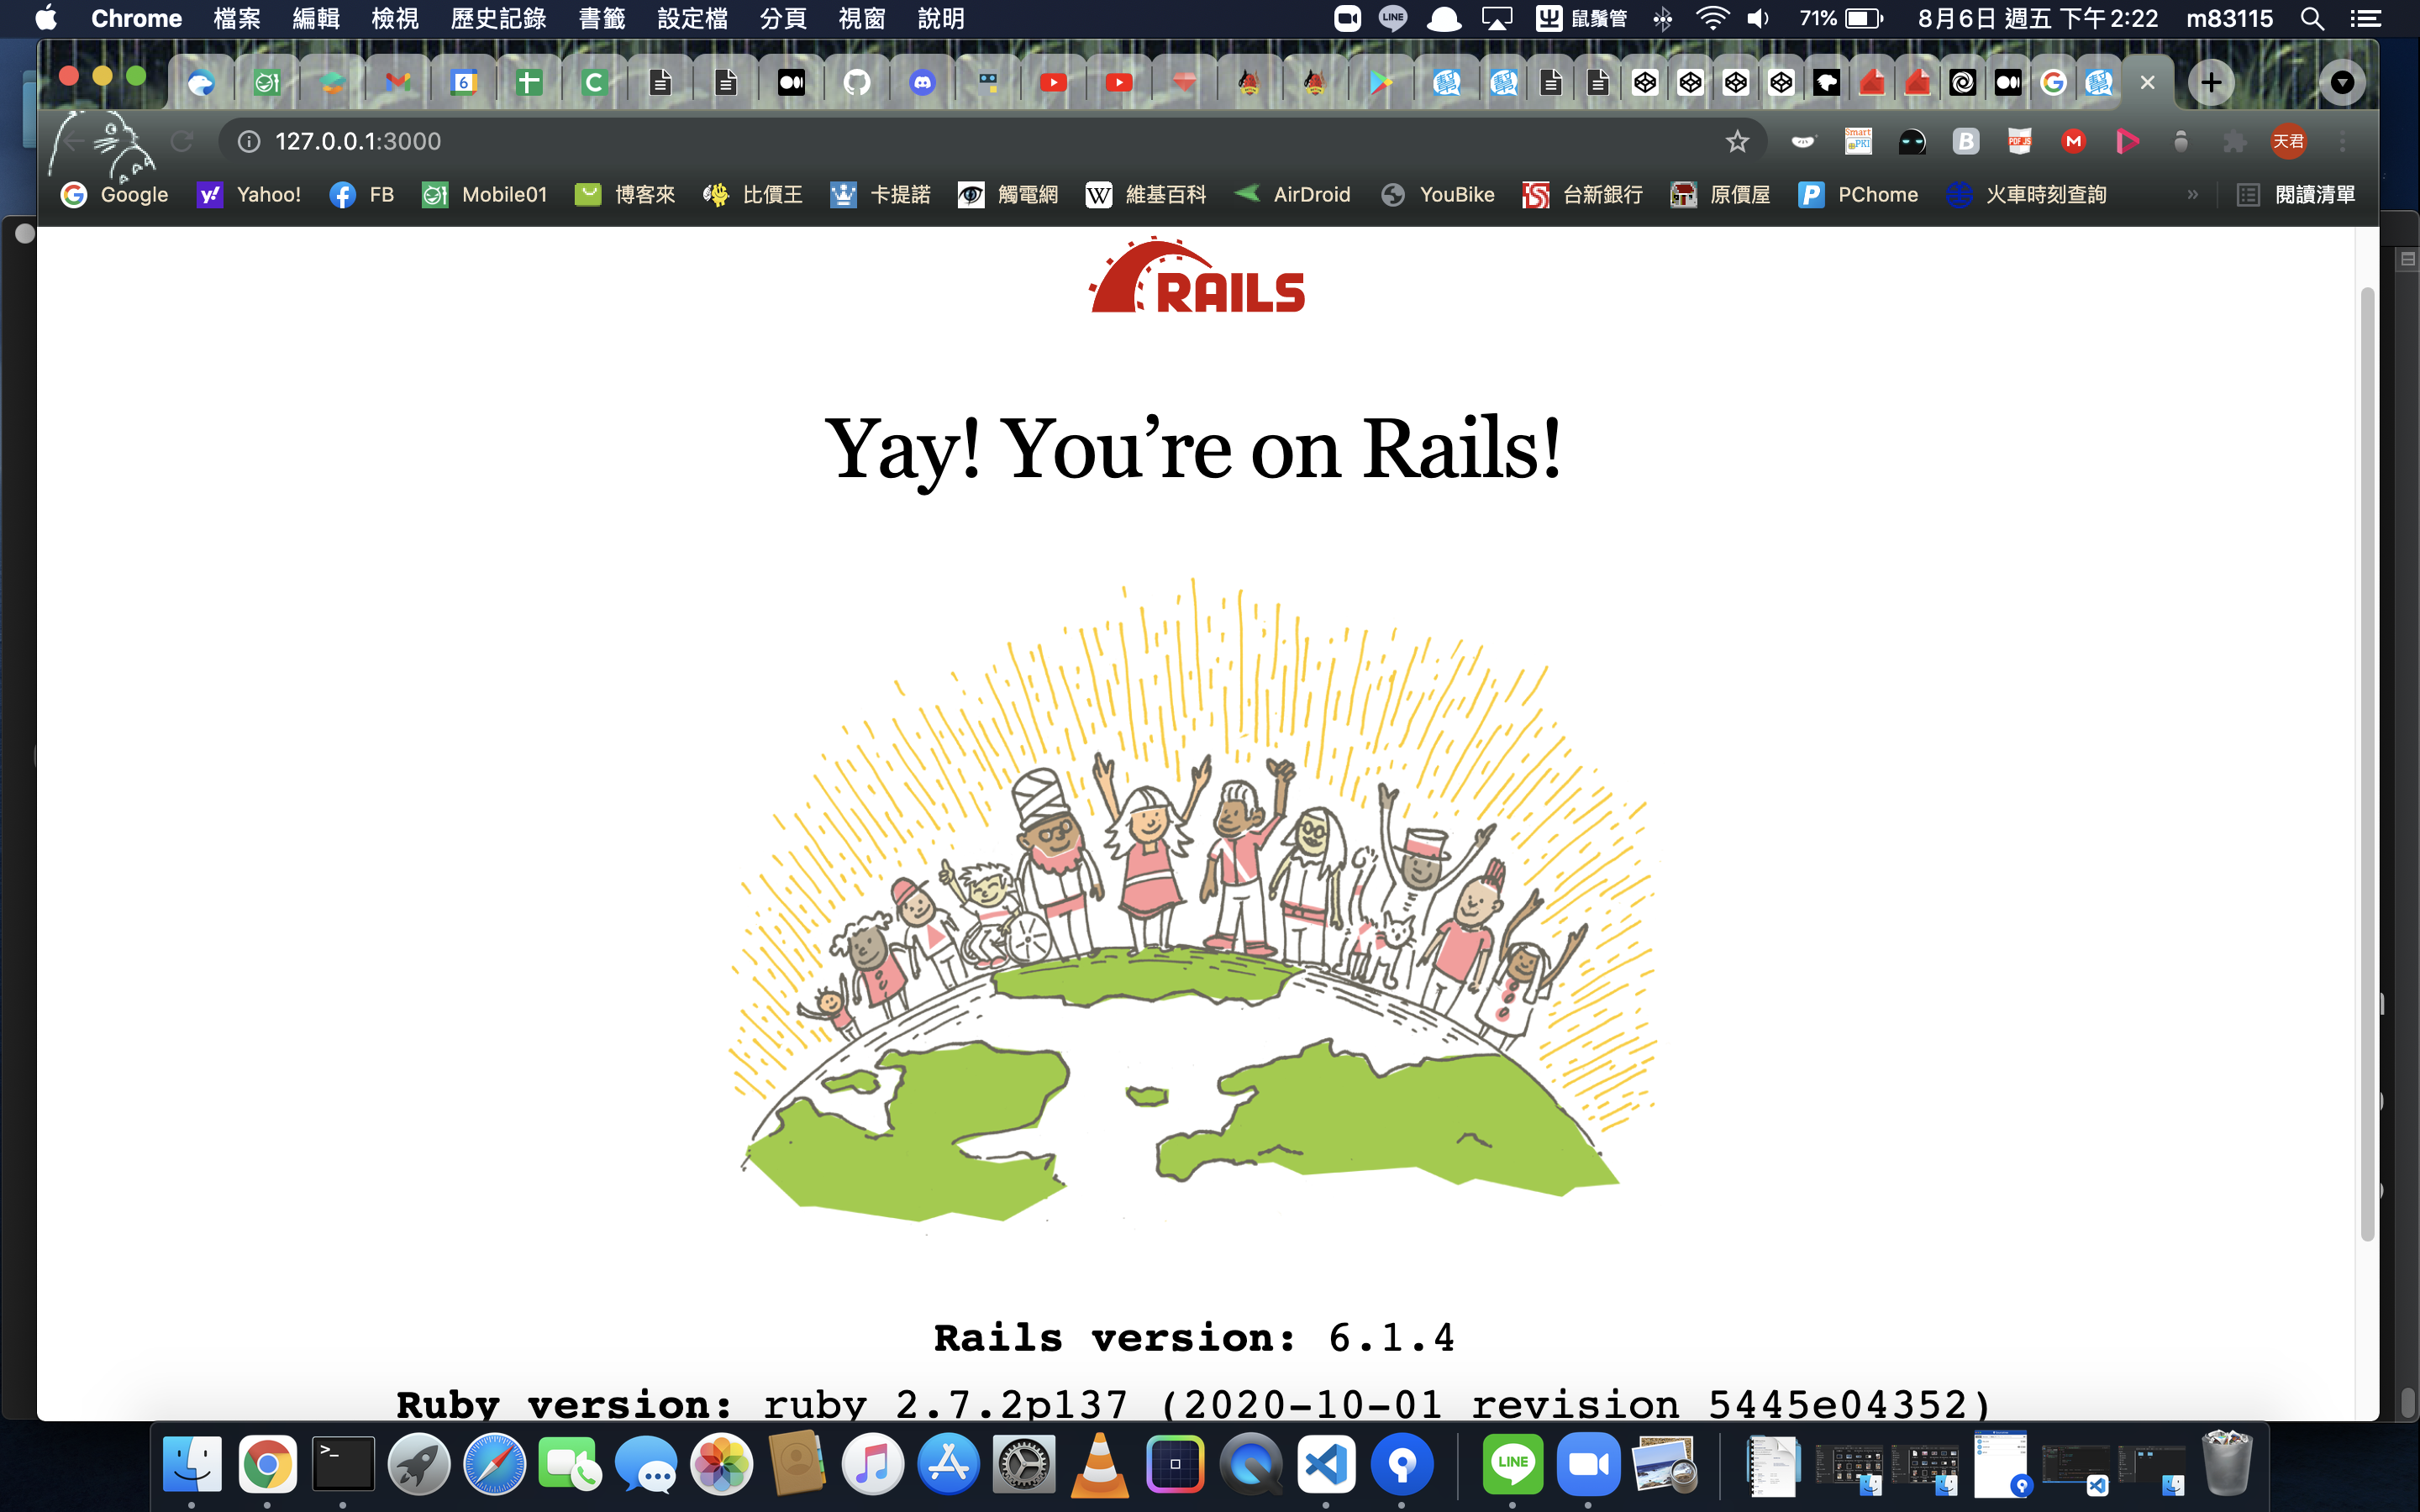 Chrome 檔案 編輯 檢視 歷史記錄 書籤 設定檔 分頁 視窗 說明 LINE 鼠鬚管 71% 8月6日 週五 下午2:22 m83115
127.0.0.1:3000 Smart PKI 天君
Google Yahoo! FB Mobile01 博客來 比價王 卡提諾 觸電網 維基百科 AirDroid YouBike 台新銀行 原價屋 PChome 火車時刻查詢 » 閱讀清單
RAILS
Yay! You’re on Rails!
Rails version: 6.1.4
Ruby version: ruby 2.7.2p137 (2020-10-01 revision 5445e04352)
LINE